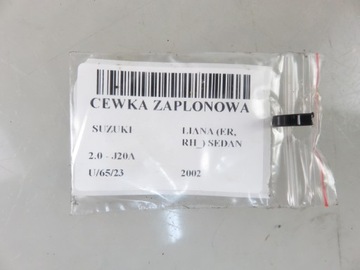 CEWKA ZAPLONOWA
SUZUKI LIANA (ER,
RH_) SEDAN
2.0 - J20A
U/65/23 2002